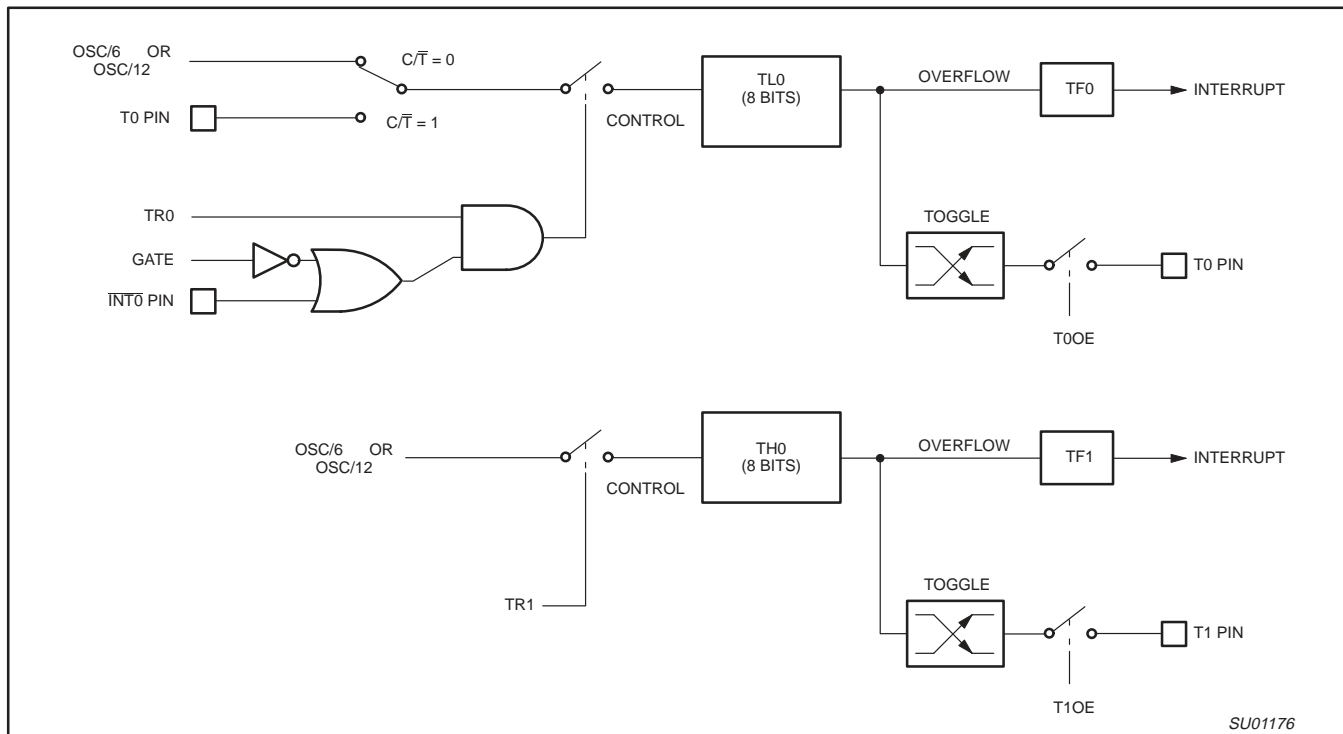 OSC/6 OR
OSC/12
C/T̅ = 0
T0 PIN
C/T̅ = 1
CONTROL
TL0
(8 BITS)
OVERFLOW
TF0
INTERRUPT
TR0
GATE
I̅N̅T̅0̅ PIN
TOGGLE
T0 PIN
T0OE
OSC/6 OR
OSC/12
CONTROL
TH0
(8 BITS)
OVERFLOW
TF1
INTERRUPT
TR1
TOGGLE
T1 PIN
T1OE
SU01176